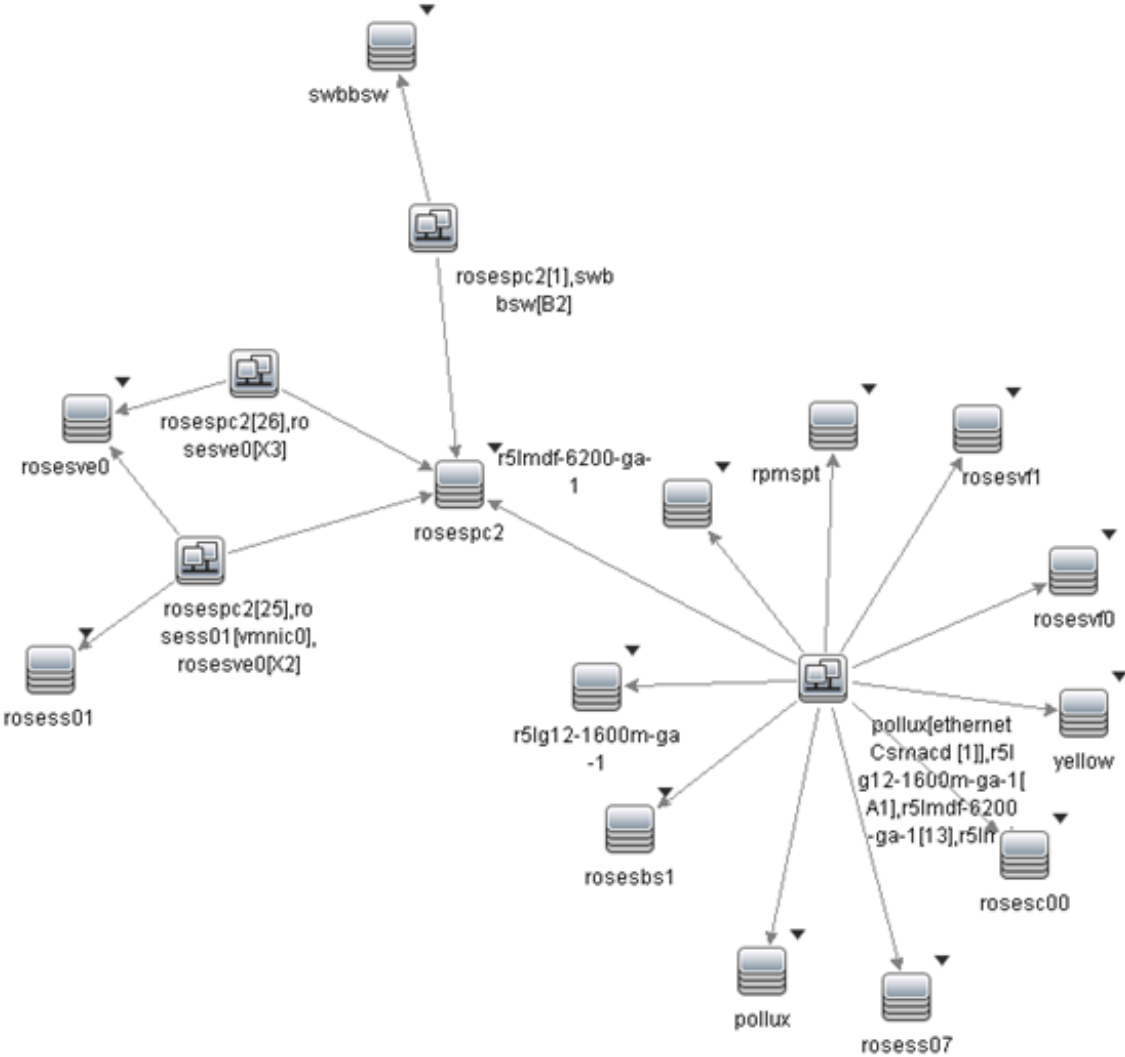 swbbsw
rosespc2[1],swb
bsw[B2]
rosespc2[26],ro
sesve0[X3]
rosesve0
r5lmdf-6200-ga-
1
rosespc2
rpmspt
rosesvf1
rosesvf0
rosespc2[25],ro
sess01[vmnic0],
rosesve0[X2]
rosess01
r5lg12-1600m-ga
-1
pollux[ethernet
Csmacd [1]],r5l
g12-1600m-ga-1[
A1],r5lmdf-6200
-ga-1[13],r5lm
yellow
rosesbs1
rosesc00
pollux
rosess07